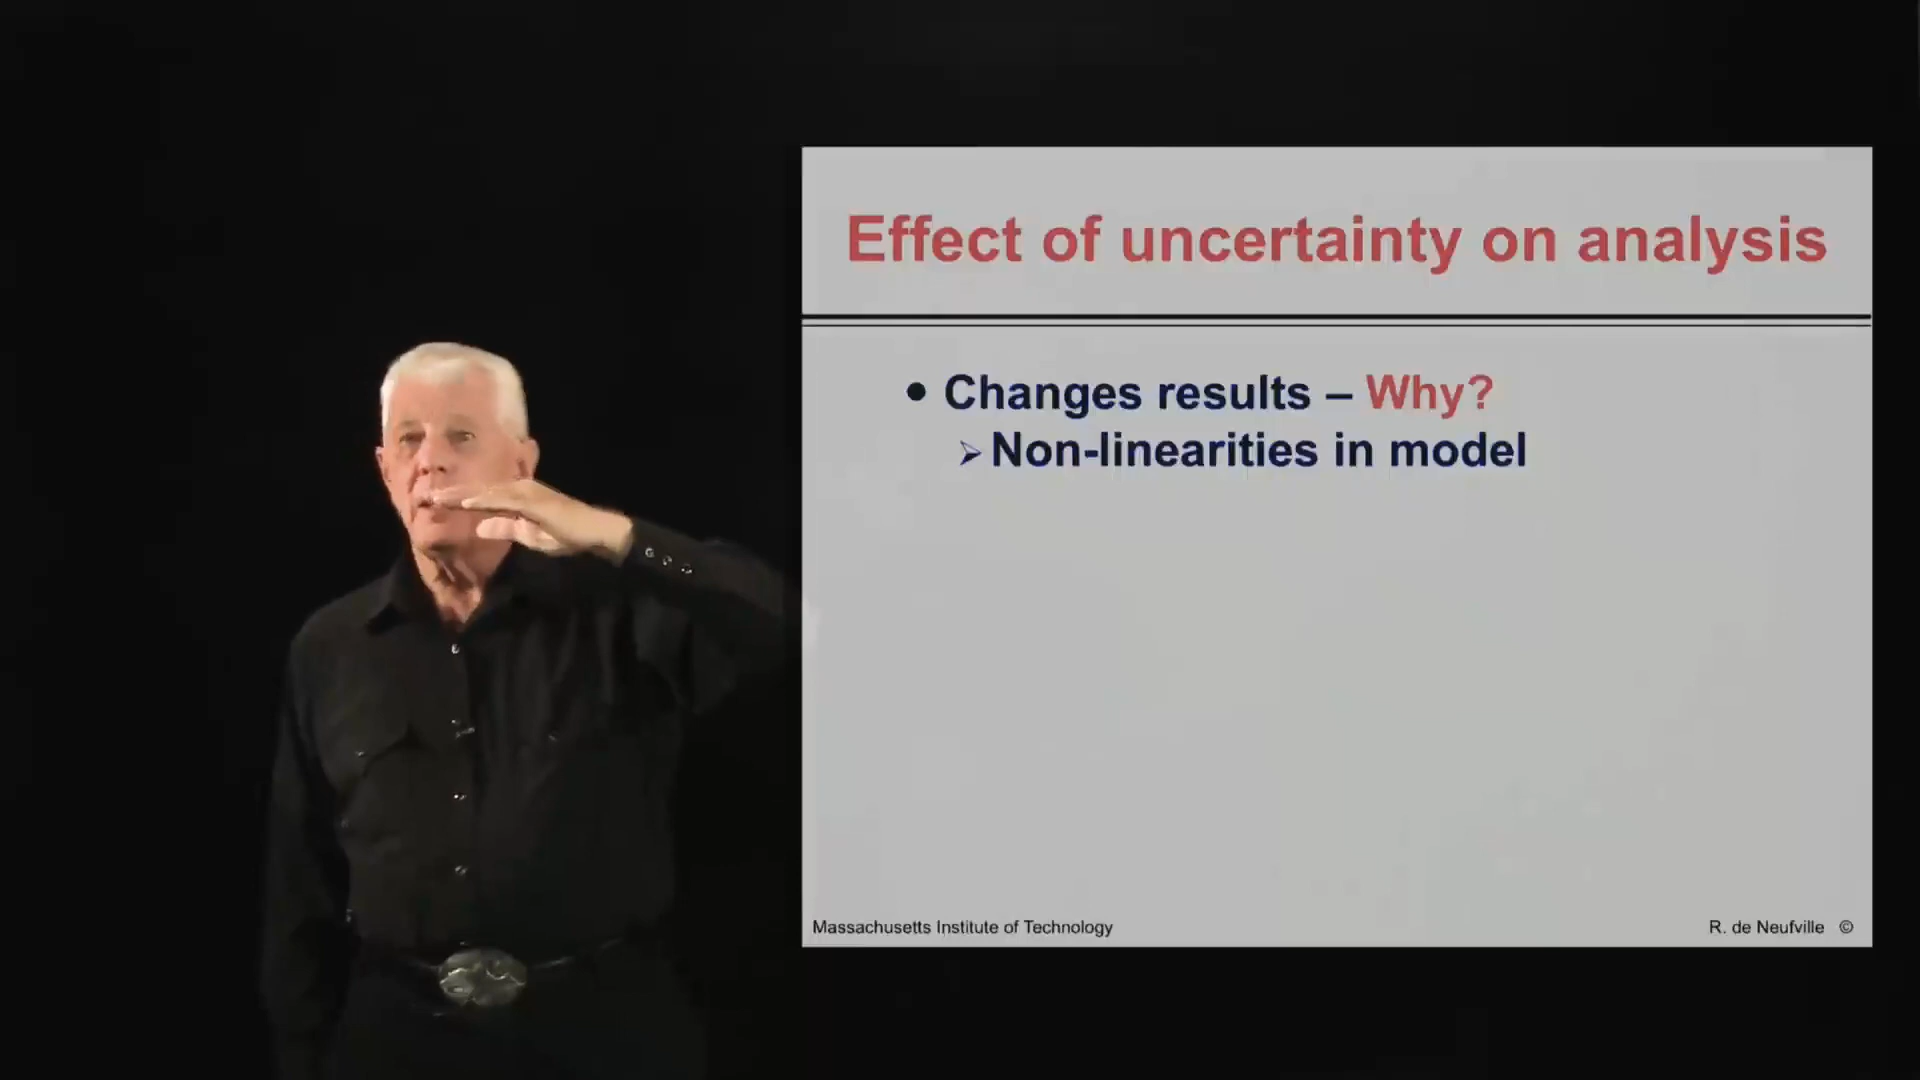 Effect of uncertainty on analysis
• Changes results – Why?
➢ Non-linearities in model
Massachusetts Institute of Technology
R. de Neufville ©